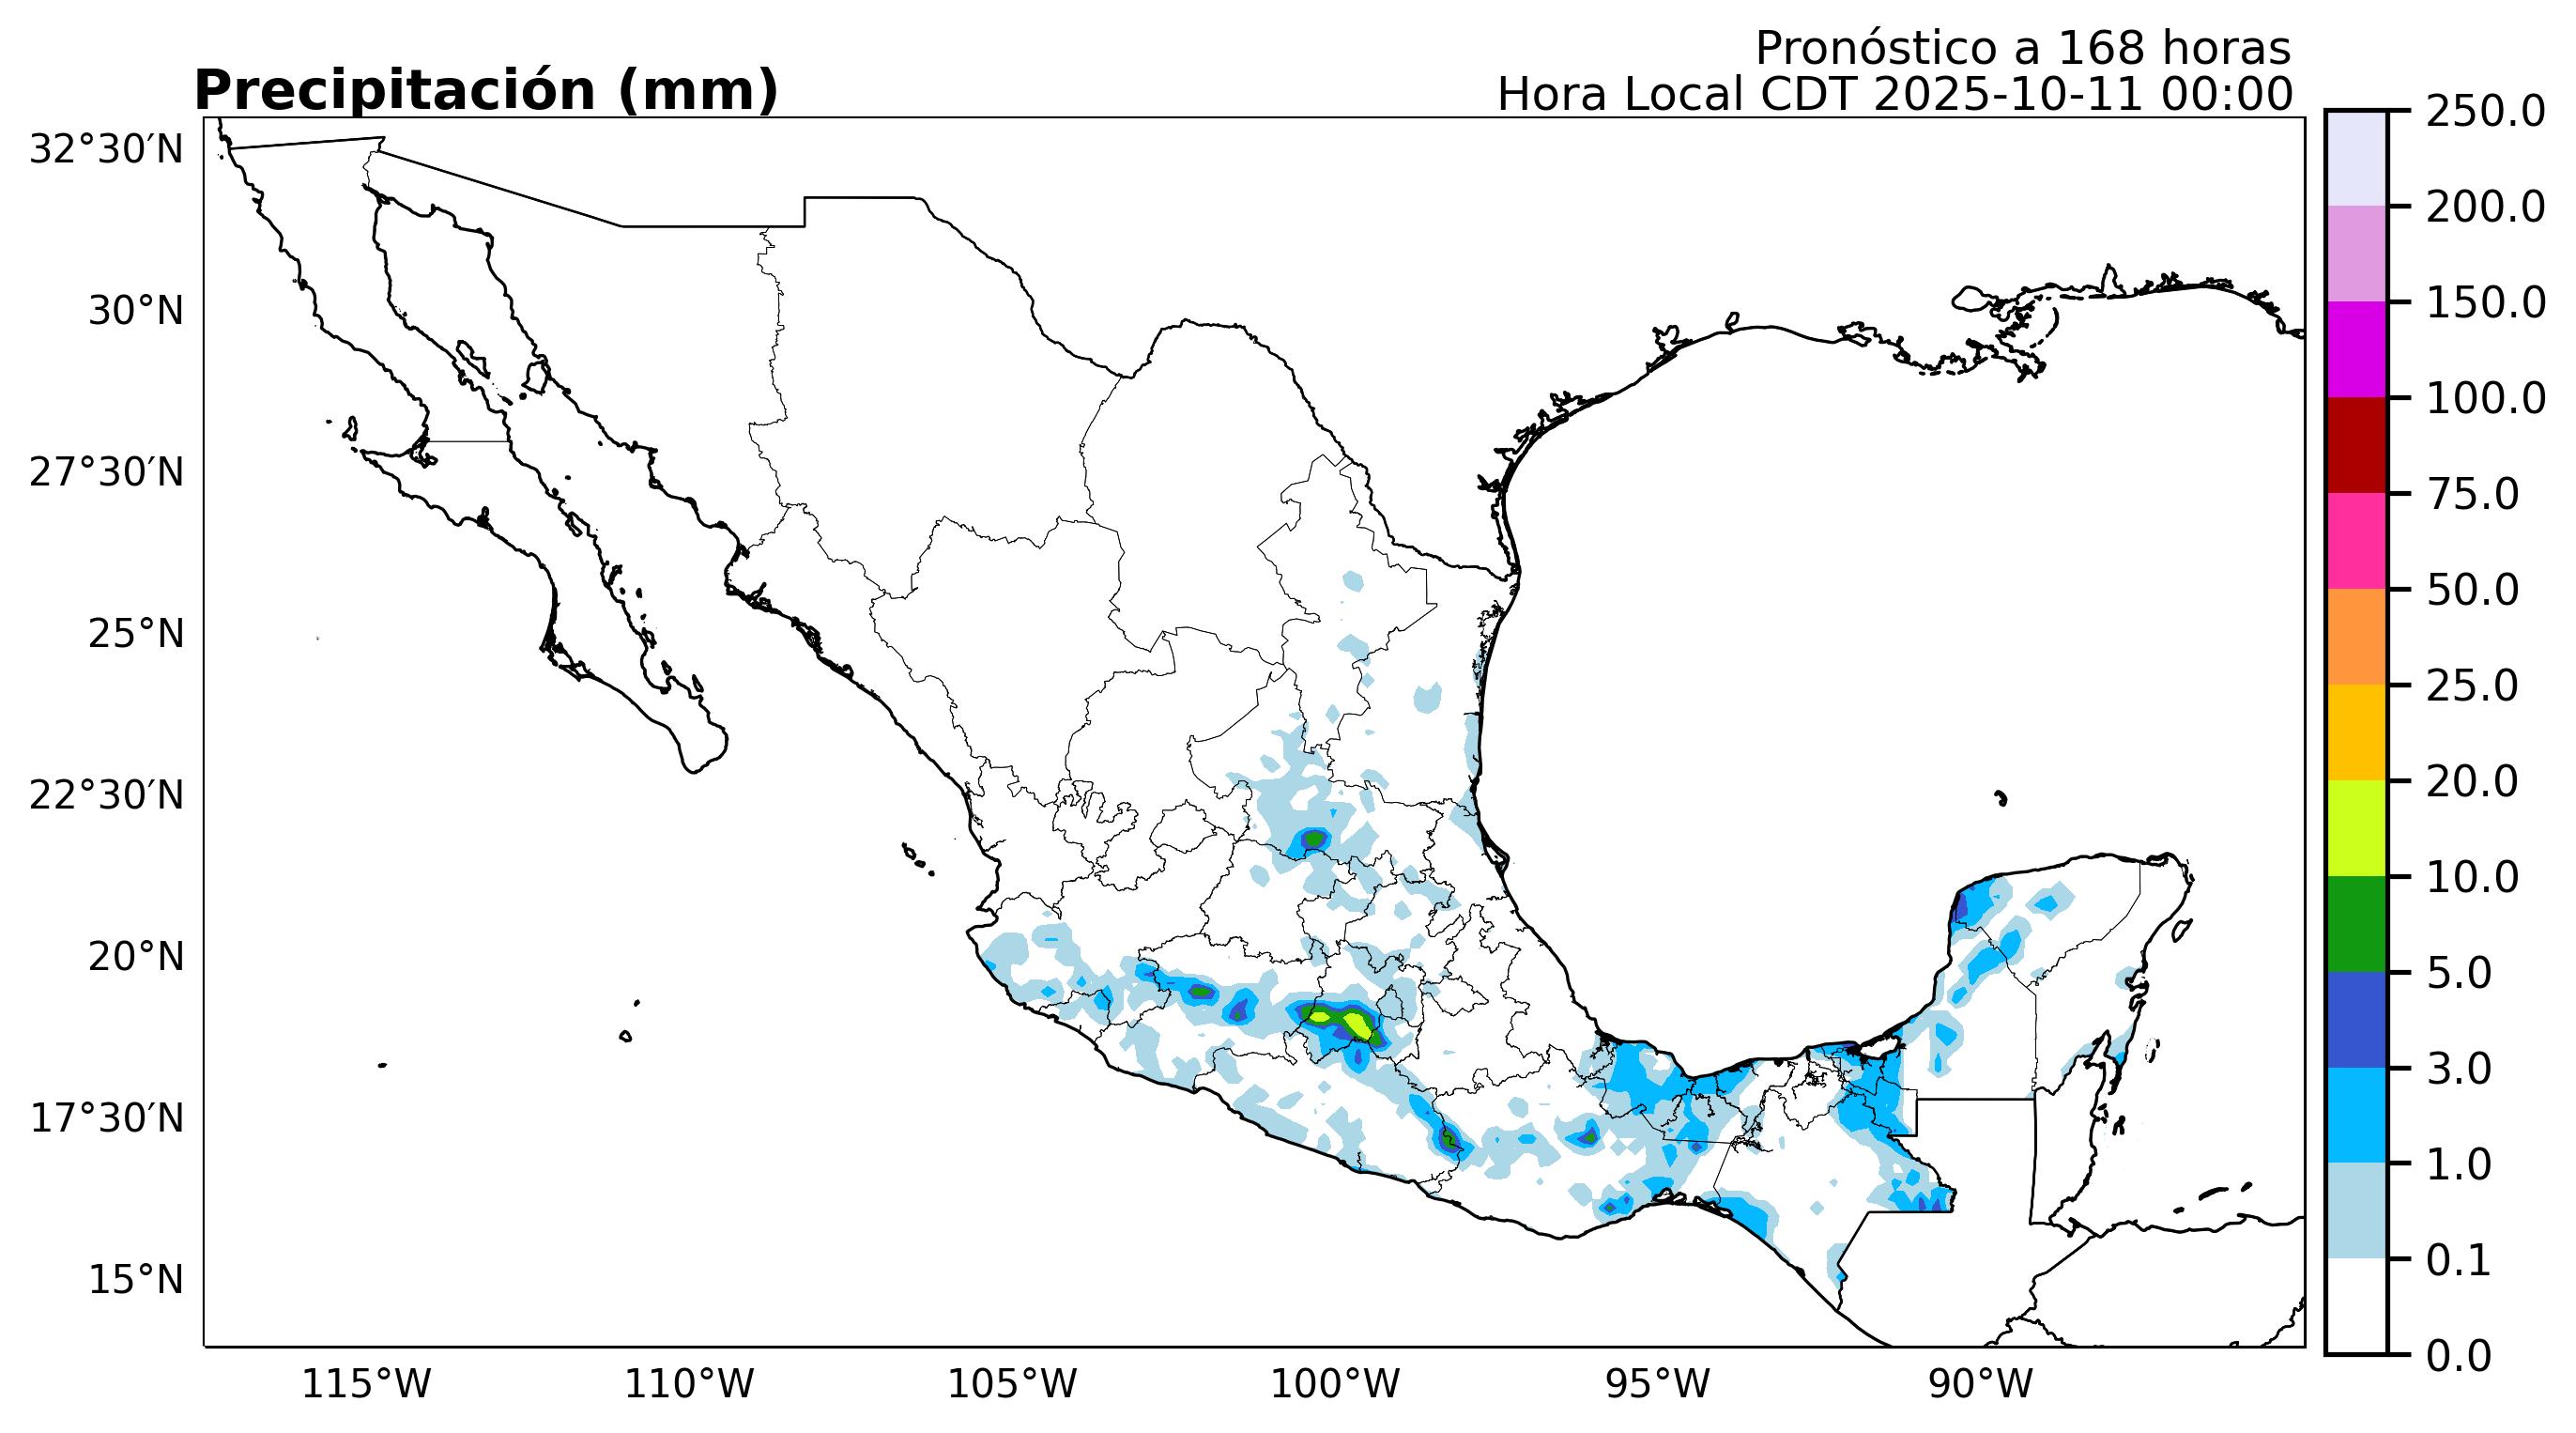 Pronóstico a 168 horas
Precipitación (mm)
Hora Local CDT 2025-10-11 00:00
32°30′N
30°N
27°30′N
25°N
22°30′N
20°N
17°30′N
15°N
115°W
110°W
105°W
100°W
95°W
90°W
250.0
200.0
150.0
100.0
75.0
50.0
25.0
20.0
10.0
5.0
3.0
1.0
0.1
0.0